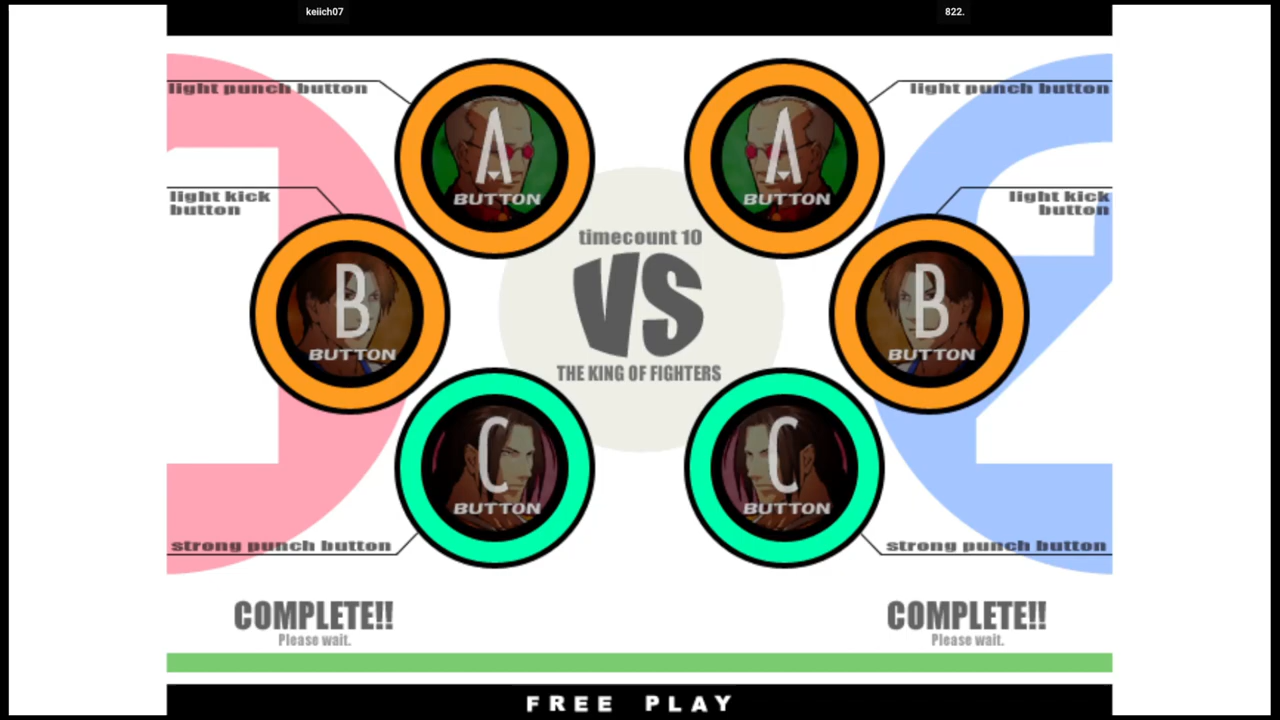 keiich07
822.
light punch button
light punch button
A
BUTTON
A
BUTTON
light kick
button
light kick
button
timecount 10
VS
THE KING OF FIGHTERS
B
BUTTON
B
BUTTON
C
BUTTON
C
BUTTON
strong punch button
strong punch button
COMPLETE!!
Please wait.
COMPLETE!!
Please wait.
FREE PLAY